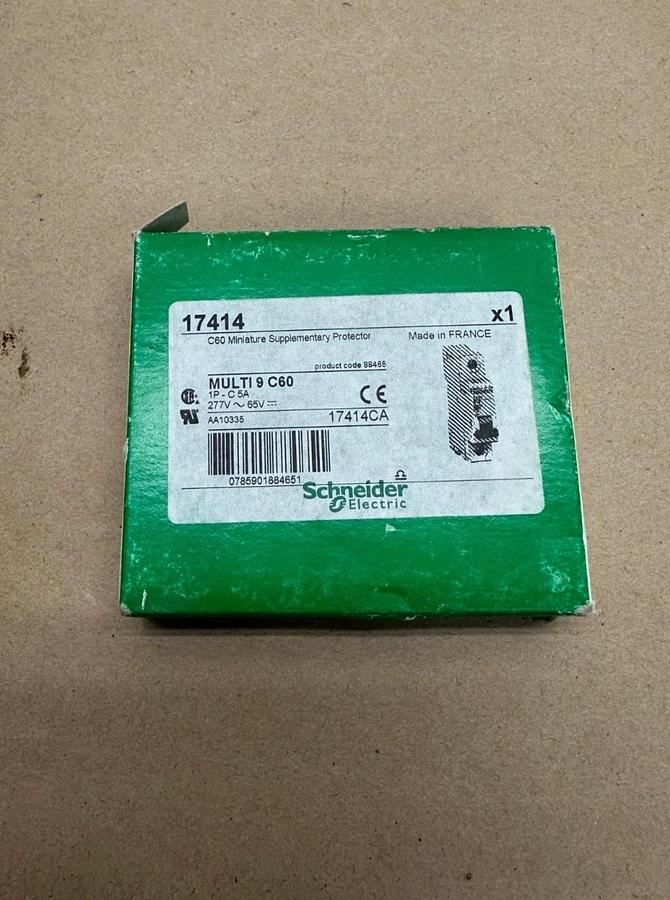 17414 x1
C60 Miniature Supplementary Protector Made in FRANCE
product code 88465
MULTI 9 C60
1P - C 5A
277V ~ 65V ⎓
CE
AA10335 17414CA
0785901884651
Schneider
Electric